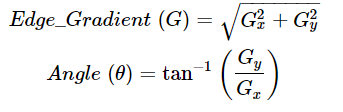 Edge_Gradient (G) = √(G_x^2 + G_y^2)
Angle (θ) = tan^{-1} (G_y / G_x)